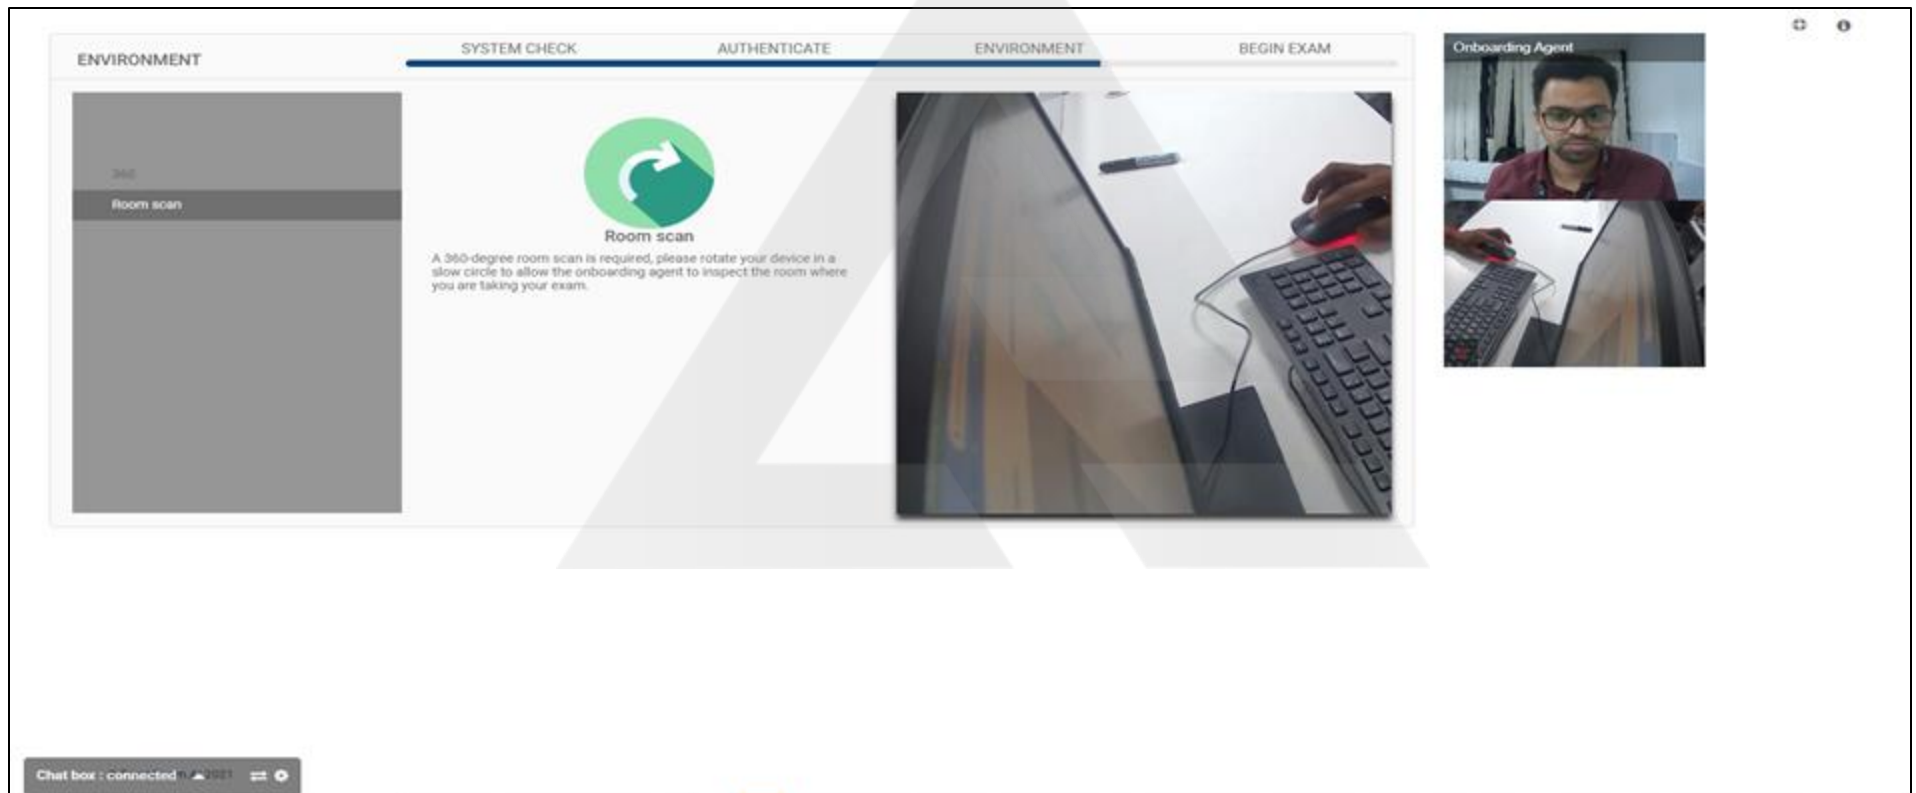 ENVIRONMENT
SYSTEM CHECK
AUTHENTICATE
ENVIRONMENT
BEGIN EXAM
360
Room scan
Room scan
A 360-degree room scan is required, please rotate your device in a
slow circle to allow the onboarding agent to inspect the room where
you are taking your exam.
Onboarding Agent
Chat box : connected
2021